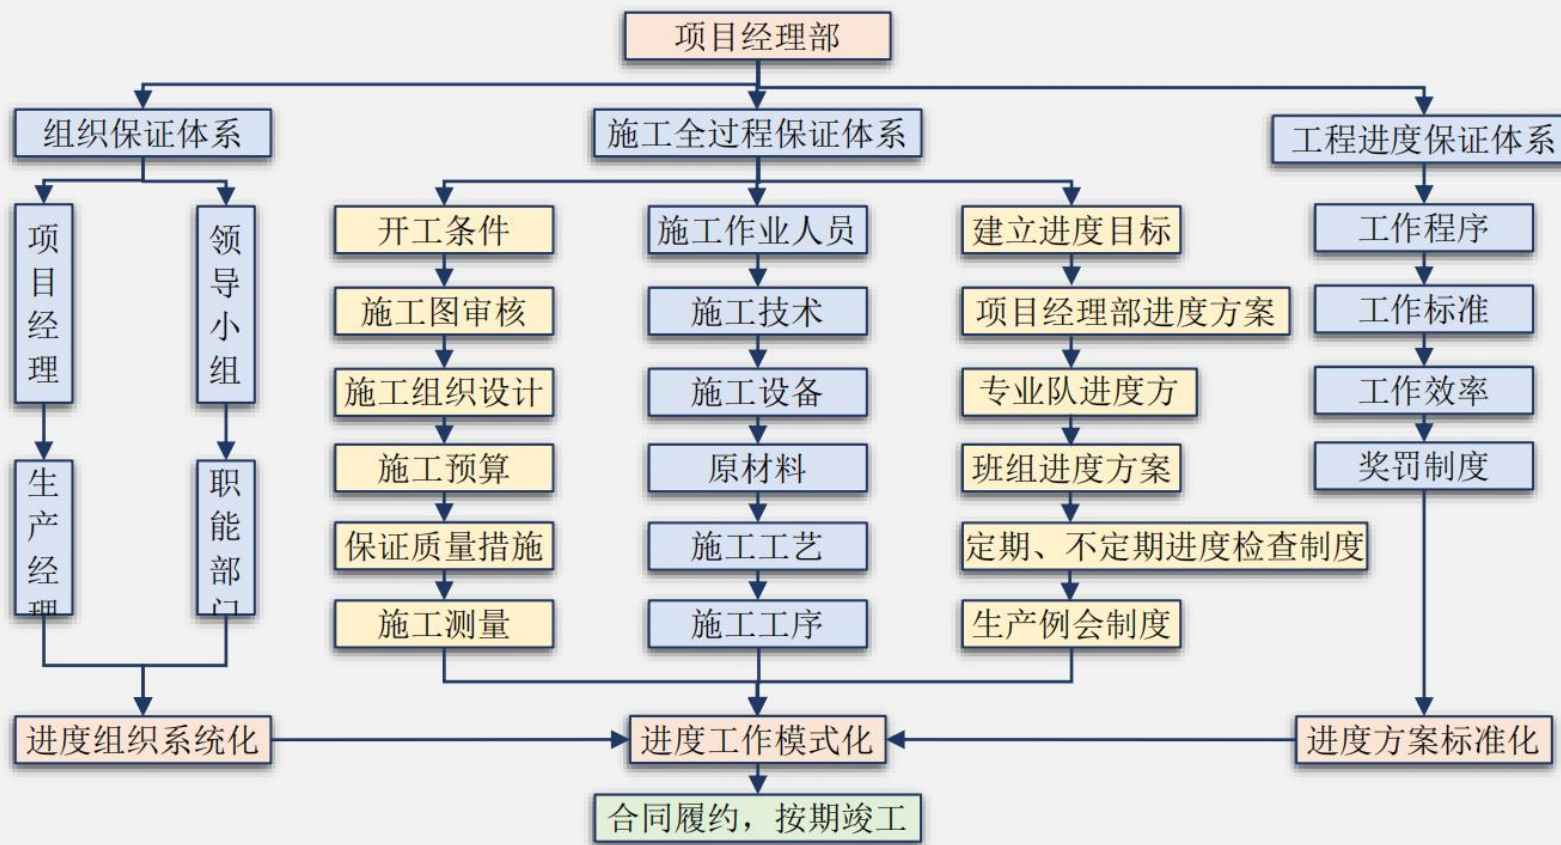 项目经理部
组织保证体系
施工全过程保证体系
工程进度保证体系
项目经理
领导小组
生产经理
职能部门
开工条件
施工图审核
施工组织设计
施工预算
保证质量措施
施工测量
施工作业人员
施工技术
施工设备
原材料
施工工艺
施工工序
建立进度目标
项目经理部进度方案
专业队进度方
班组进度方案
定期、不定期进度检查制度
生产例会制度
工作程序
工作标准
工作效率
奖罚制度
进度组织系统化
进度工作模式化
进度方案标准化
合同履约，按期竣工